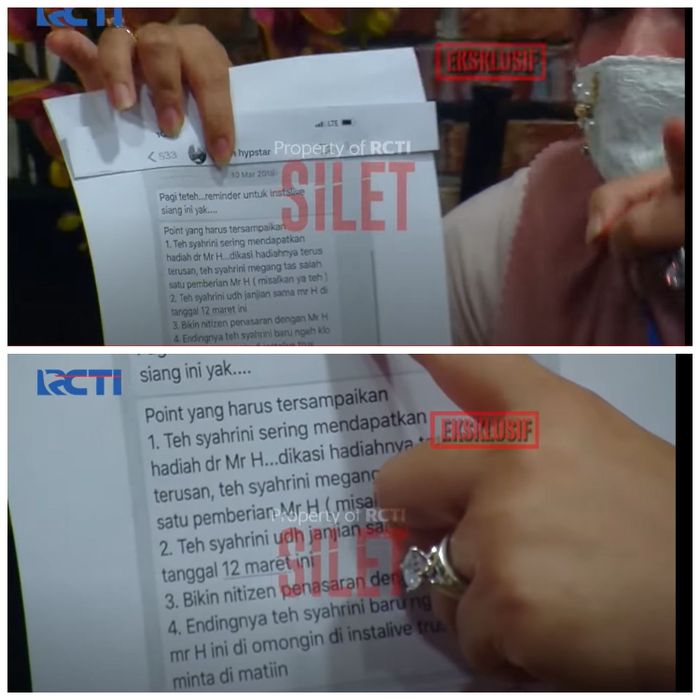 RCTI
EKSKLUSIF
LTE
533
hypstar
Property of RCTI
SILET
10 Mar 2018
Pagi teteh...reminder untuk instalive
siang ini yak....
Point yang harus tersampaikan
1. Teh syahrini sering mendapatkan
hadiah dr Mr H...dikasi hadiahnya terus
terusan, teh syahrini megang tas salah
satu pemberian Mr H ( misalkan ya teh )
2. Teh syahrini udh janjian sama mr H di
tanggal 12 maret ini
3. Bikin nitizen penasaran dengan Mr H
4. Endingnya teh syahrini baru ngeh klo
RCTI
siang ini yak....
Point yang harus tersampaikan
1. Teh syahrini sering mendapatkan
EKSKLUSIF
hadiah dr Mr H...dikasi hadiahnya
terusan, teh syahrini megang
satu pemberian Mr H
Property of RCTI
SILET
2. Teh syahrini udh janjian
tanggal 12 maret ini
3. Bikin nitizen penasaran
4. Endingnya teh syahrini baru
mr H ini di omongin di instalive
minta di matiin